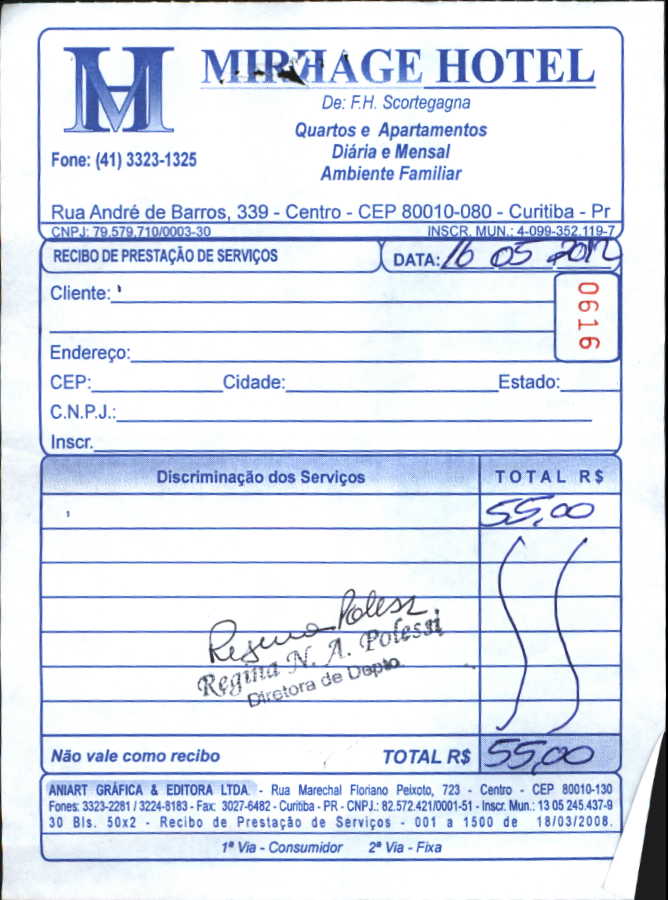 MIRHAGE HOTEL
De: F.H. Scortegagna
Quartos e Apartamentos
Diária e Mensal
Ambiente Familiar
Fone: (41) 3323-1325
Rua André de Barros, 339 - Centro - CEP 80010-080 - Curitiba - Pr
CNPJ: 79.579.710/0003-30 INSCR. MUN.: 4-099-352.119-7
RECIBO DE PRESTAÇÃO DE SERVIÇOS DATA: 16 05 2012
Cliente:
0616
Endereço:
CEP: Cidade: Estado:
C.N.P.J.:
Inscr.
Discriminação dos Serviços TOTAL R$
55,00
Regina Polessi
Regina N. A. Polessi
Diretora de Depto
Não vale como recibo TOTAL R$ 55,00
ANIART GRÁFICA & EDITORA LTDA. - Rua Marechal Floriano Peixoto, 723 - Centro - CEP 80010-130
Fones: 3323-2281 / 3224-8183 - Fax: 3027-6482 - Curitiba - PR - CNPJ.: 82.572.421/0001-51 - Inscr. Mun.: 13 05 245.437-9
30 Bls. 50x2 - Recibo de Prestação de Serviços - 001 a 1500 de 18/03/2008.
1ª Via - Consumidor 2ª Via - Fixa